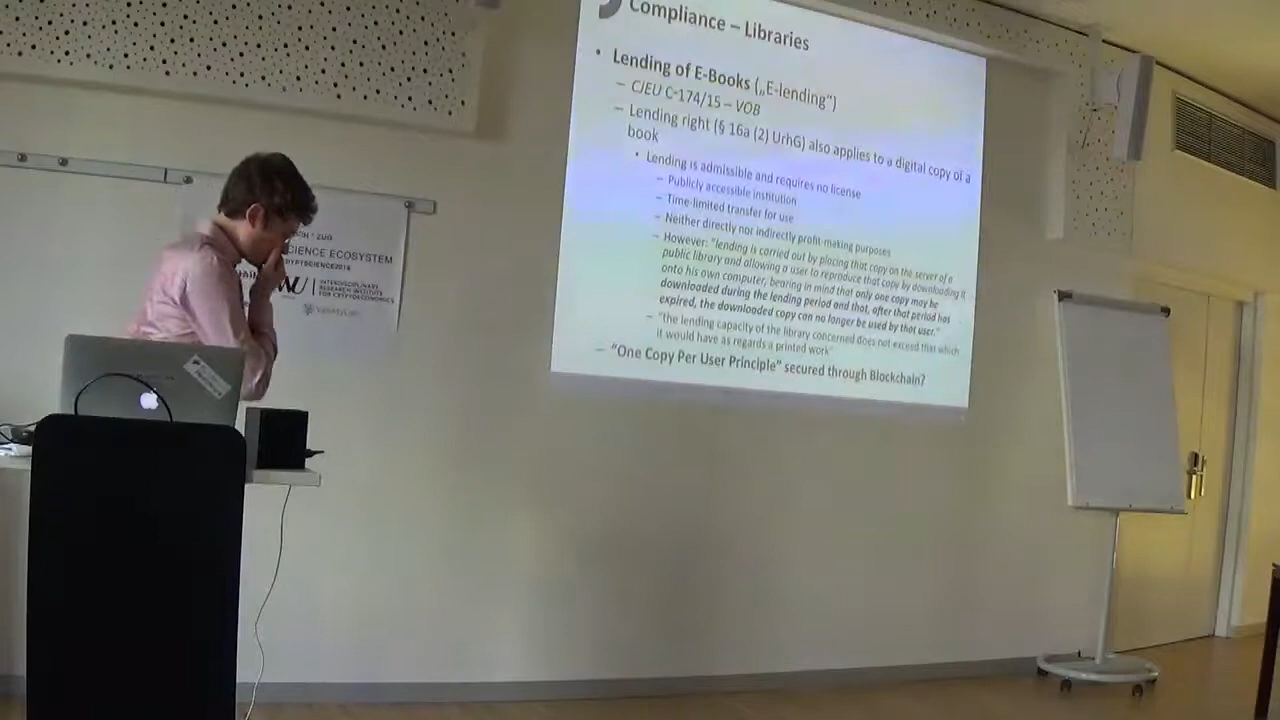 Compliance – Libraries
• Lending of E-Books („E-lending“)
– CJEU C-174/15 – VOB
– Lending right (§ 16a (2) UrhG) also applies to a digital copy of a
book
• Lending is admissible and requires no license
– Publicly accessible institution
– Time-limited transfer for use
– Neither directly nor indirectly profit-making purposes
– However: "lending is carried out by placing that copy on the server of a
public library and allowing a user to reproduce that copy by downloading it
onto his own computer, bearing in mind that only one copy may be
downloaded during the lending period and that, after that period has
expired, the downloaded copy can no longer be used by that user."
– "the lending capacity of the library concerned does not exceed that which
it would have as regards a printed work"
– "One Copy Per User Principle" secured through Blockchain?
CIENCE ECOSYSTEM
INTERDISCIPLINARY
RESEARCH INSTITUTE
FOR CRYPTOECONOMICS